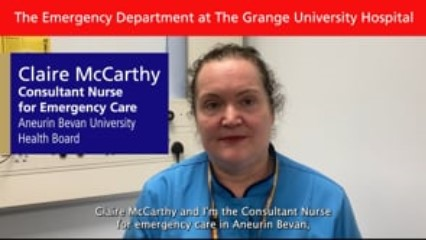 The Emergency Department at The Grange University Hospital
Claire McCarthy
Consultant Nurse
for Emergency Care
Aneurin Bevan University
Health Board
Claire McCarthy and I'm the Consultant Nurse
for emergency care in Aneurin Bevan,